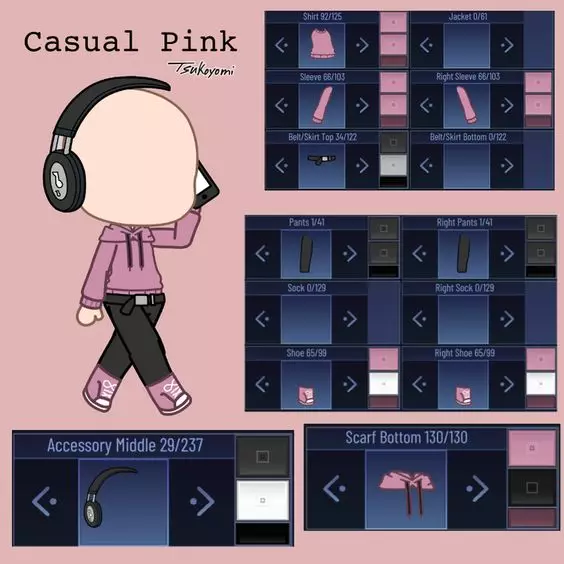 Casual Pink
Tsukoyomi
Shirt 92/125
Jacket 0/61
Sleeve 66/103
Right Sleeve 66/103
Belt/Skirt Top 34/122
Belt/Skirt Bottom 0/122
Pants 1/41
Right Pants 1/41
Sock 0/129
Right Sock 0/129
Shoe 65/99
Right Shoe 65/99
Accessory Middle 29/237
Scarf Bottom 130/130